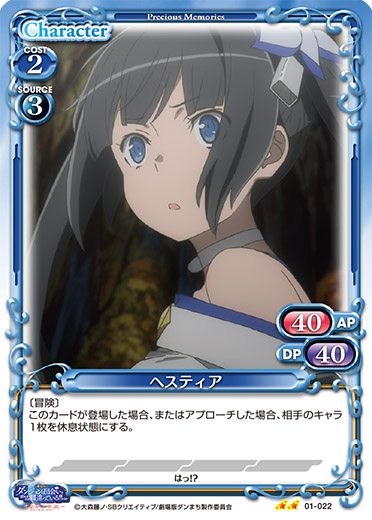 Precious Memories
Character
COST
2
SOURCE
3
40 AP
DP 40
ヘスティア
［冒険］
このカードが登場した場合、またはアプローチした場合、相手のキャラ
1枚を休息状態にする。
はっ!?
©大森藤ノ・SBクリエイティブ/劇場版ダンまち製作委員会
01-022